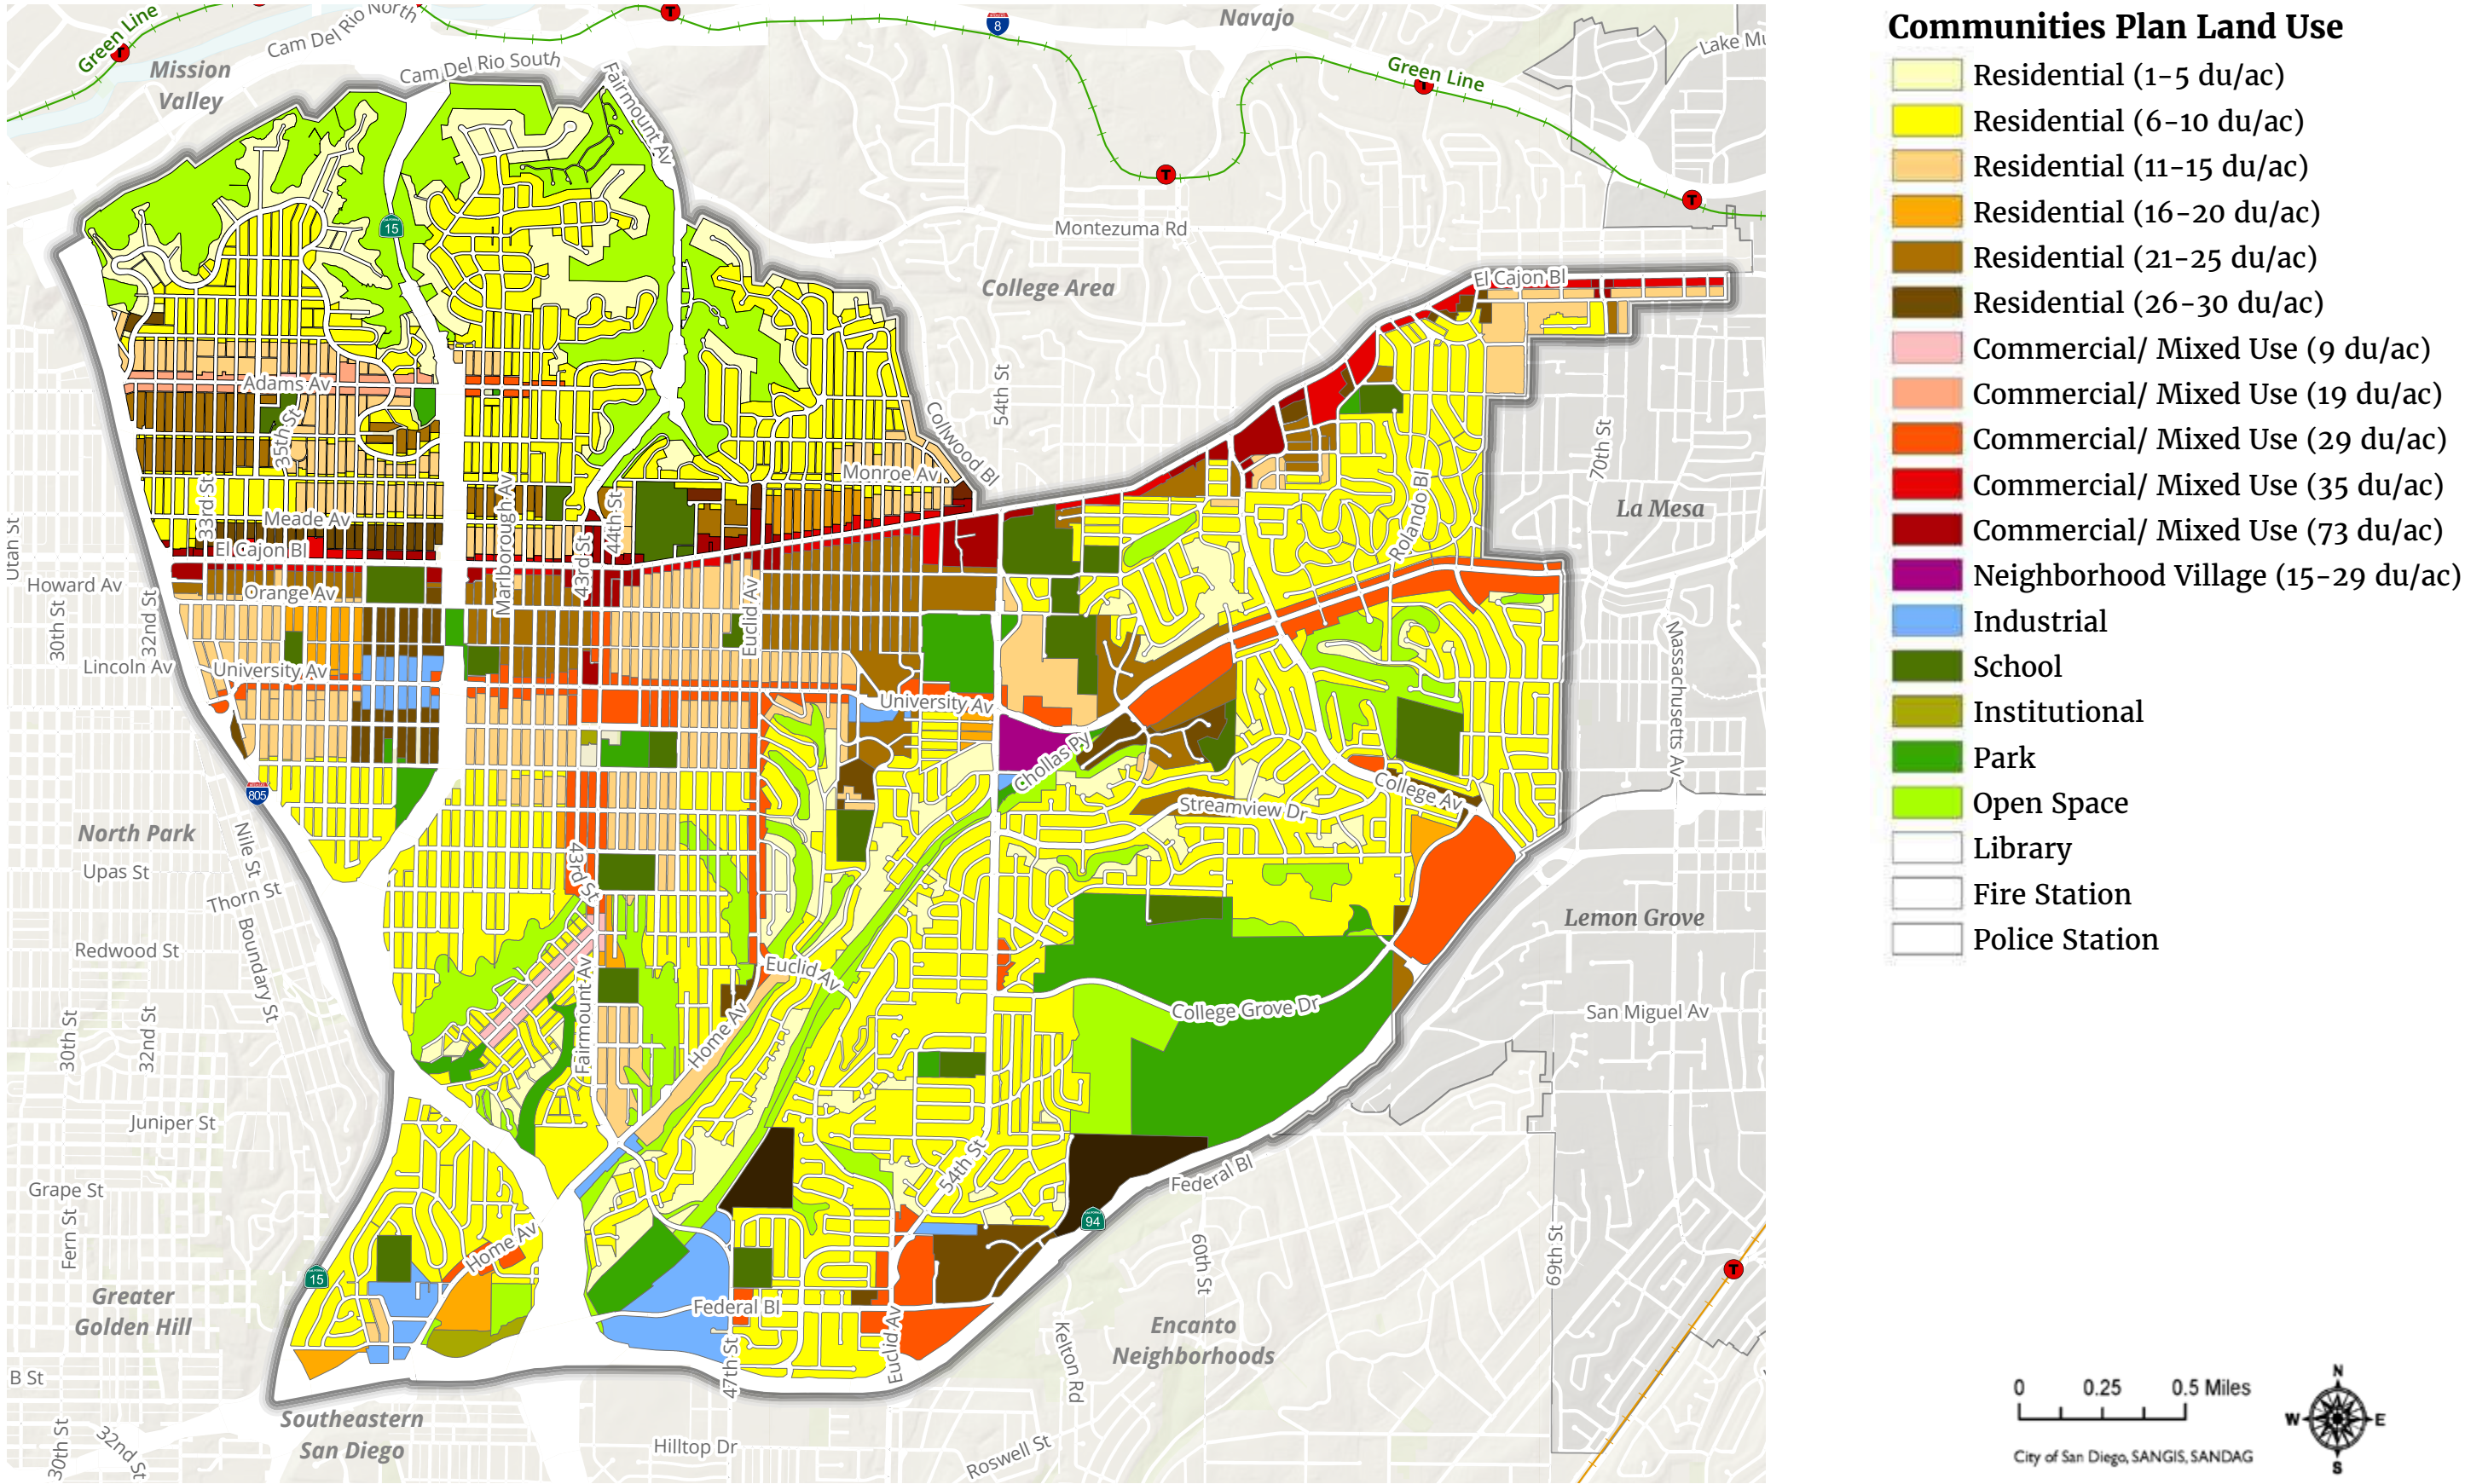 Green Line
Cam Del Rio North
8
Navajo
Lake Mu
Mission
Valley
Cam Del Rio South
Fairmount Av
Green Line
15
Montezuma Rd
College Area
El Cajon Bl
Adams Av
35th St
54th St
Collwood Bl
Monroe Av
70th St
La Mesa
33rd St
Meade Av
Marlborough Av
44th St
43rd St
Rolando Bl
Utah St
El Cajon Bl
Howard Av
Orange Av
30th St
32nd St
Euclid Av
Lincoln Av
University Av
University Av
Massachusetts Av
Chollas Py
805
College Av
Streamview Dr
North Park
Nile St
Upas St
43rd St
Thorn St
Boundary St
Lemon Grove
Redwood St
Euclid Av
Fairmount Av
Home Av
College Grove Dr
San Miguel Av
30th St
32nd St
Juniper St
54th St
Federal Bl
Grape St
Fern St
94
Home Av
60th St
69th St
15
Greater
Golden Hill
Federal Bl
47th St
Euclid Av
Kelton Rd
Encanto
Neighborhoods
B St
30th St
32nd St
Southeastern
San Diego
Hilltop Dr
Roswell St
T
T
T
T
T
T
Communities Plan Land Use
Residential (1-5 du/ac)
Residential (6-10 du/ac)
Residential (11-15 du/ac)
Residential (16-20 du/ac)
Residential (21-25 du/ac)
Residential (26-30 du/ac)
Commercial/ Mixed Use (9 du/ac)
Commercial/ Mixed Use (19 du/ac)
Commercial/ Mixed Use (29 du/ac)
Commercial/ Mixed Use (35 du/ac)
Commercial/ Mixed Use (73 du/ac)
Neighborhood Village (15-29 du/ac)
Industrial
School
Institutional
Park
Open Space
Library
Fire Station
Police Station
0 0.25 0.5 Miles
City of San Diego, SANGIS, SANDAG
N
W E
S